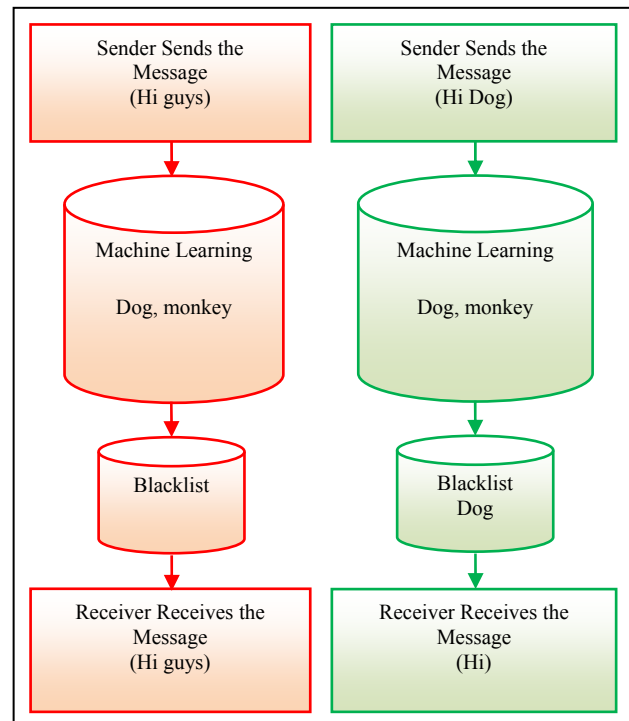 Sender Sends the
Message
(Hi guys)
Machine Learning
Dog, monkey
Blacklist
Receiver Receives the
Message
(Hi guys)
Sender Sends the
Message
(Hi Dog)
Machine Learning
Dog, monkey
Blacklist
Dog
Receiver Receives the
Message
(Hi)